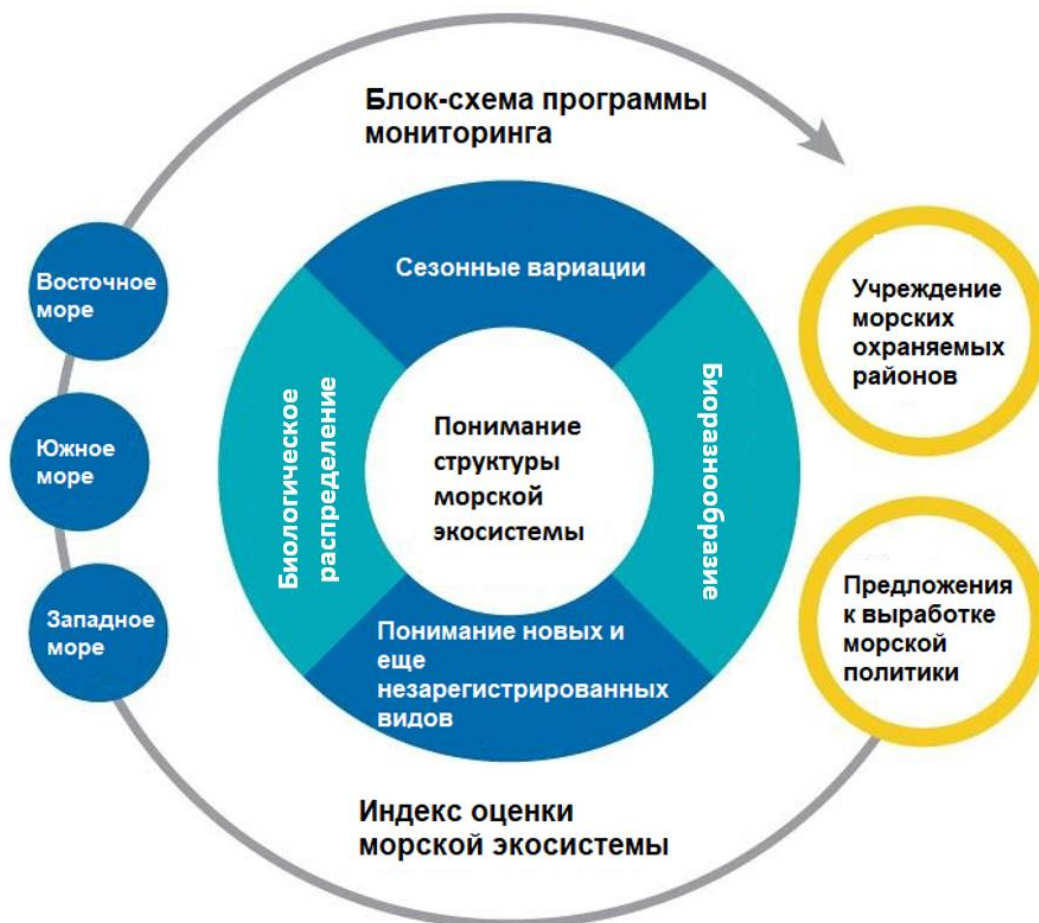 Блок-схема программы
мониторинга
Восточное
море
Южное
море
Западное
море
Сезонные вариации
Биологическое
распределение
Понимание
структуры
морской
экосистемы
Биоразнообразие
Понимание новых и
еще
незарегистрированных
видов
Учреждение
морских
охраняемых
районов
Предложения
к выработке
морской
политики
Индекс оценки
морской экосистемы